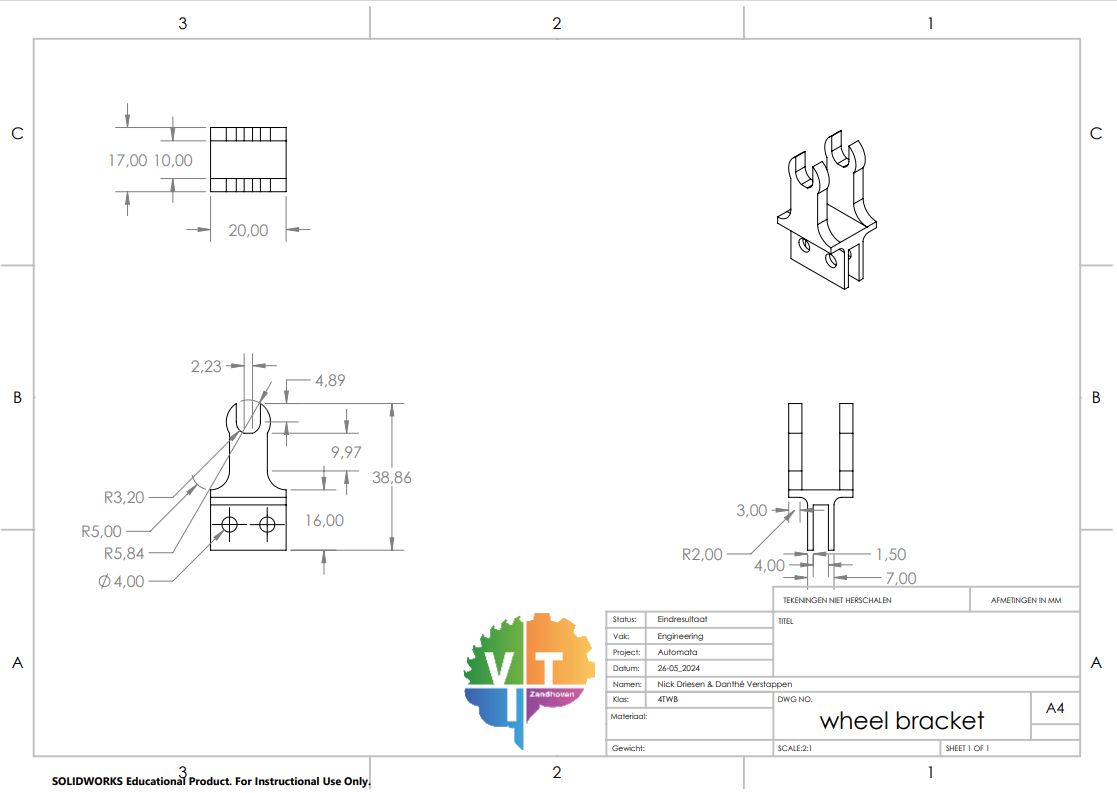 3 2 1
C C
17,00 10,00
20,00
2,23
4,89
B B
9,97
38,86
R3,20
16,00
3,00
R5,00
R5,84
R2,00
1,50
4,00
Ø 4,00
7,00
TEKENINGEN NIET HERSCHALEN AFMETINGEN IN MM
Status: Eindresultaat
TITEL
Vak: Engineering
Project: Automata
Datum: 26-05_2024
Namen: Nick Driesen & Danthé Verstappen
Klas: 4TWB
Materiaal:
Gewicht:
DWG NO.
wheel bracket
A4
SCALE:2:1 SHEET 1 OF 1
A A
V T
I
Zandhoven
3 2 1
SOLIDWORKS Educational Product. For Instructional Use Only.